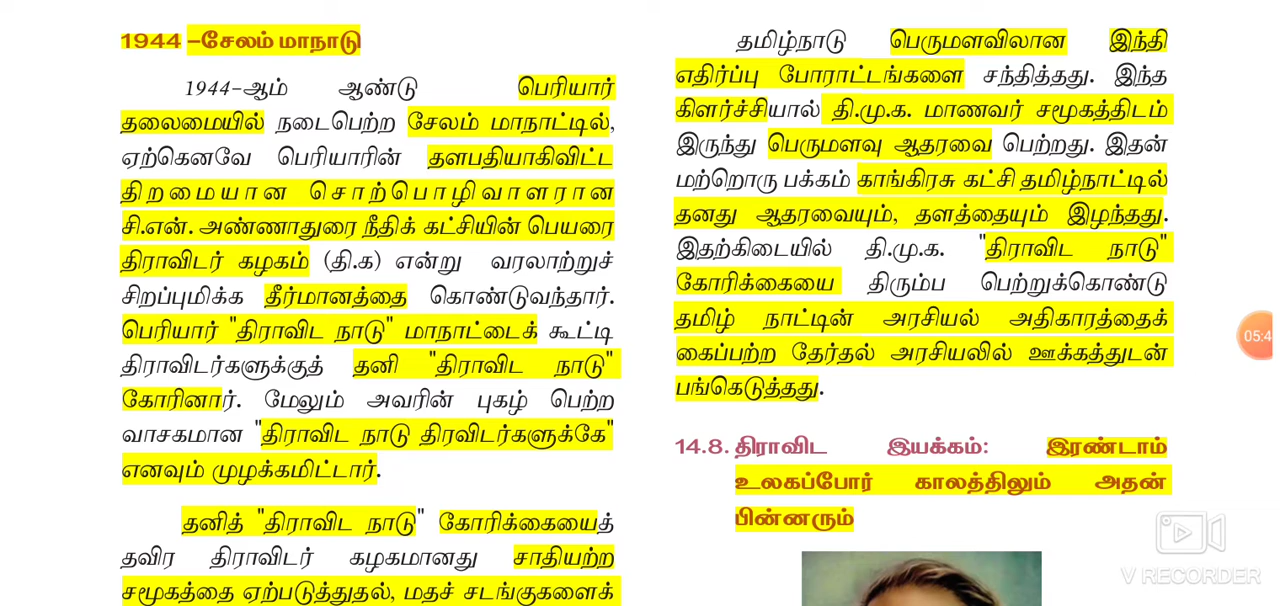 1944 –சேலம் மாநாடு
1944-ஆம் ஆண்டு பெரியார்
தலைமையில் நடைபெற்ற சேலம் மாநாட்டில்,
ஏற்கெனவே பெரியாரின் தளபதியாகிவிட்ட
திறமையான சொற்பொழிவாளரான
சி.என். அண்ணாதுரை நீதிக் கட்சியின் பெயரை
திராவிடர் கழகம் (தி.க) என்று வரலாற்றுச்
சிறப்புமிக்க தீர்மானத்தை கொண்டுவந்தார்.
பெரியார் "திராவிட நாடு" மாநாட்டைக் கூட்டி
திராவிடர்களுக்குத் தனி "திராவிட நாடு"
கோரினார். மேலும் அவரின் புகழ் பெற்ற
வாசகமான "திராவிட நாடு திரவிடர்களுக்கே"
எனவும் முழக்கமிட்டார்.
தனித் "திராவிட நாடு" கோரிக்கையைத்
தவிர திராவிடர் கழகமானது சாதியற்ற
சமூகத்தை ஏற்படுத்துதல், மதச் சடங்குகளைக்
தமிழ்நாடு பெருமளவிலான இந்தி
எதிர்ப்பு போராட்டங்களை சந்தித்தது. இந்த
கிளர்ச்சியால் தி.மு.க. மாணவர் சமூகத்திடம்
இருந்து பெருமளவு ஆதரவை பெற்றது. இதன்
மற்றொரு பக்கம் காங்கிரசு கட்சி தமிழ்நாட்டில்
தனது ஆதரவையும், தளத்தையும் இழந்தது.
இதற்கிடையில் தி.மு.க. "திராவிட நாடு"
கோரிக்கையை திரும்ப பெற்றுக்கொண்டு
தமிழ் நாட்டின் அரசியல் அதிகாரத்தைக்
கைப்பற்ற தேர்தல் அரசியலில் ஊக்கத்துடன்
பங்கெடுத்தது.
14.8. திராவிட இயக்கம்: இரண்டாம்
உலகப்போர் காலத்திலும் அதன்
பின்னரும்
05:4
V RECORDER